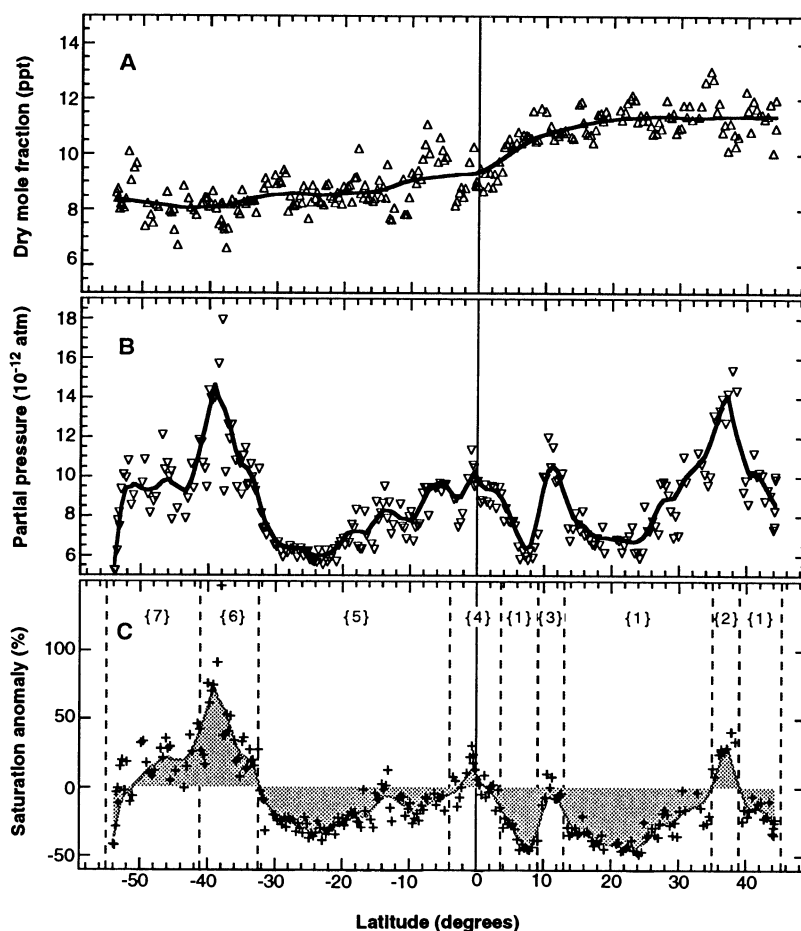 A
Dry mole fraction (ppt)
14
12
10
8
6
B
Partial pressure (10⁻¹² atm)
18
16
14
12
10
8
6
C
{7} {6} {5} {4} {1} {3} {1} {2} {1}
Saturation anomaly (%)
100
50
0
-50
-50 -40 -30 -20 -10 0 10 20 30 40
Latitude (degrees)